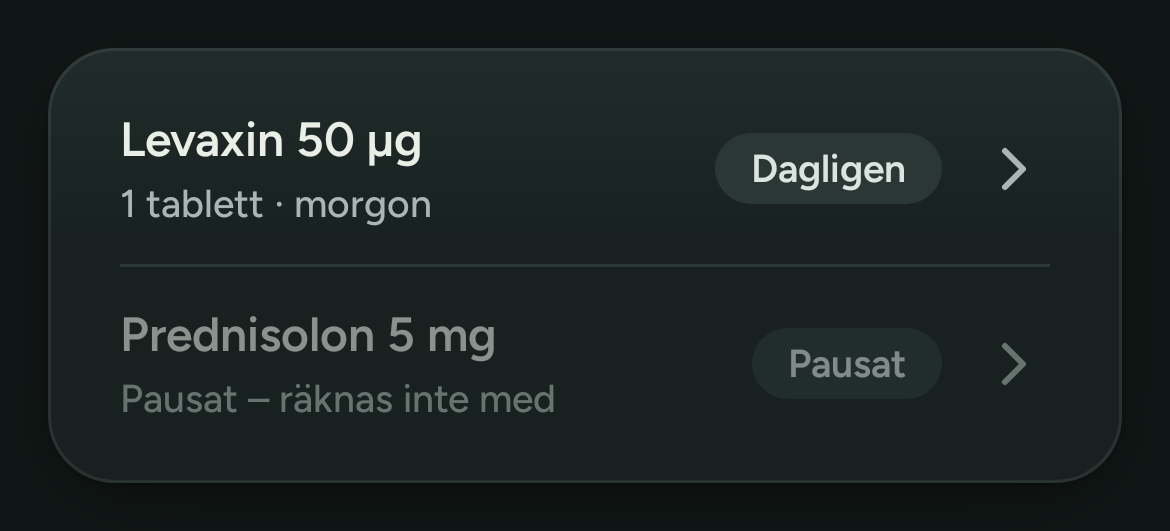 Levaxin 50 µg
1 tablett · morgon
Dagligen
Prednisolon 5 mg
Pausat – räknas inte med
Pausat